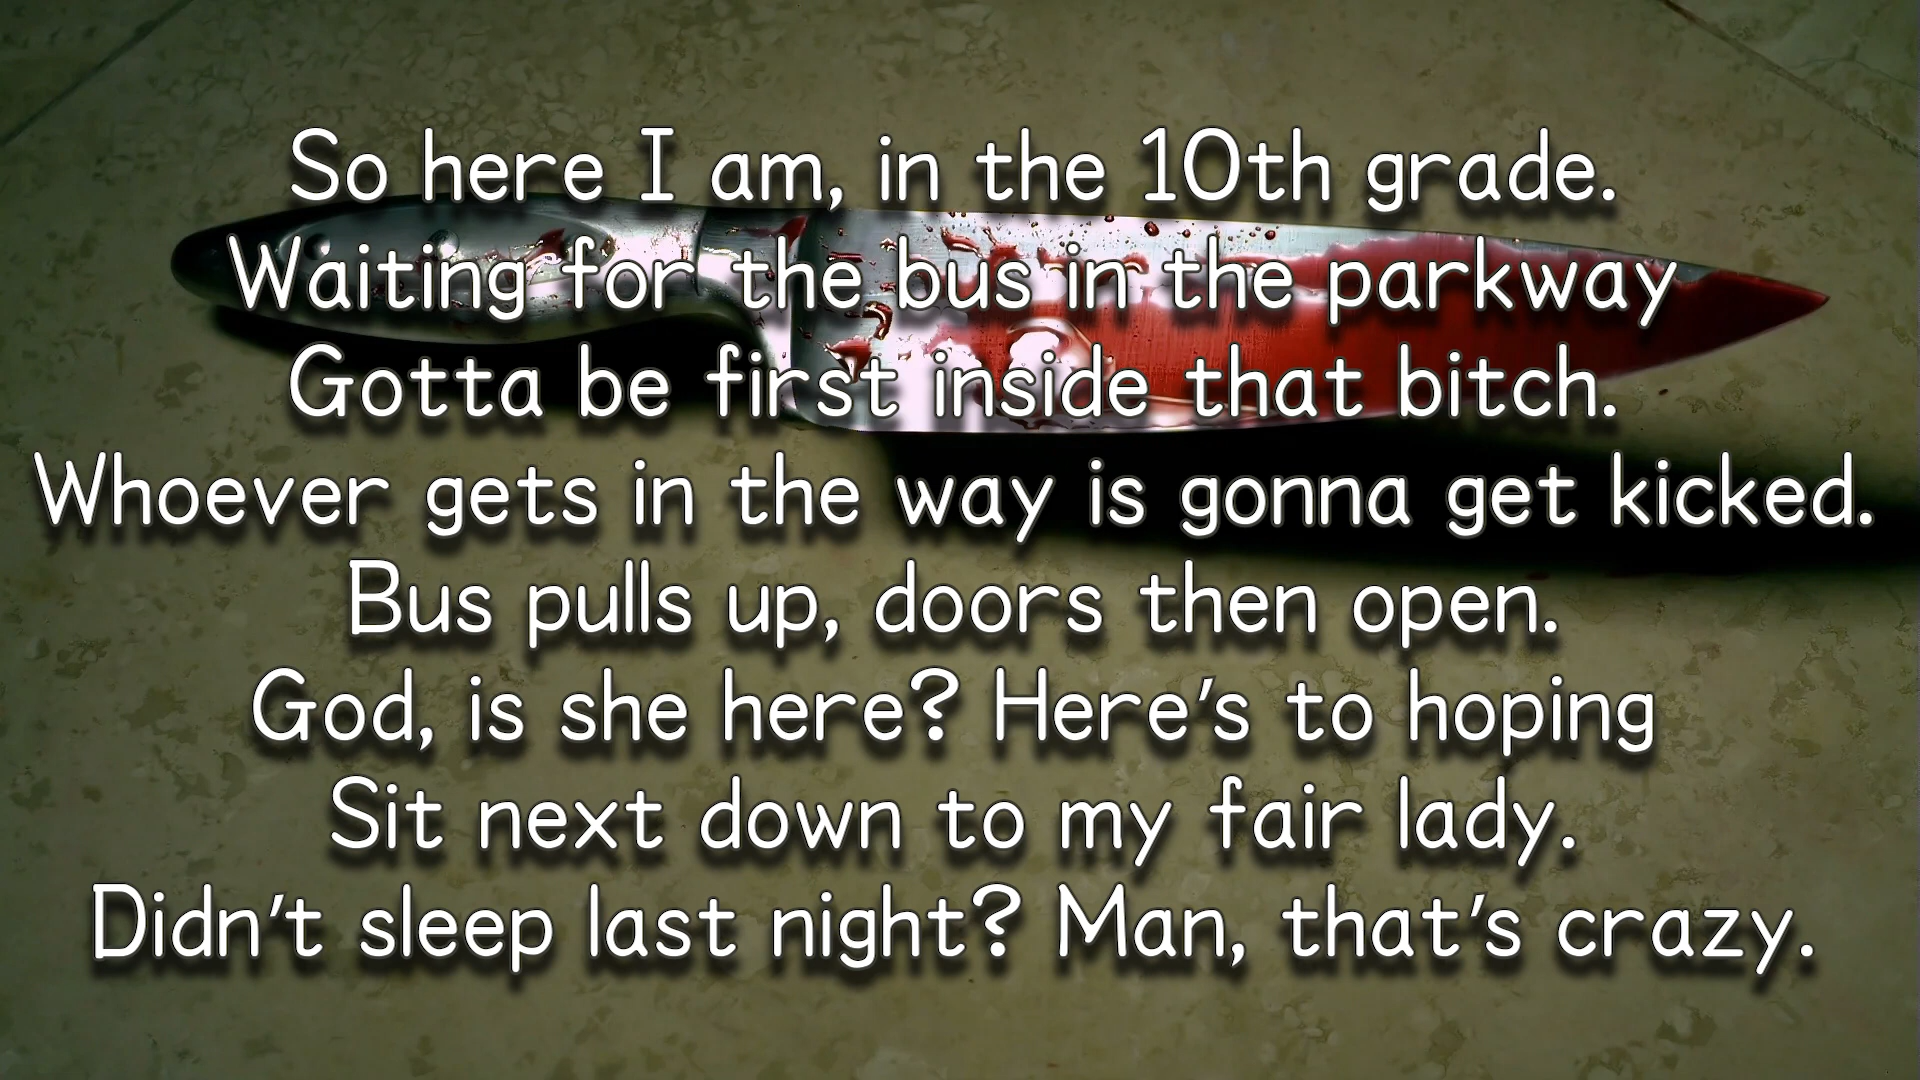 So here I am, in the 10th grade.
Waiting for the bus in the parkway
Gotta be first inside that bitch.
Whoever gets in the way is gonna get kicked.
Bus pulls up, doors then open.
God, is she here? Here's to hoping
Sit next down to my fair lady.
Didn't sleep last night? Man, that's crazy.